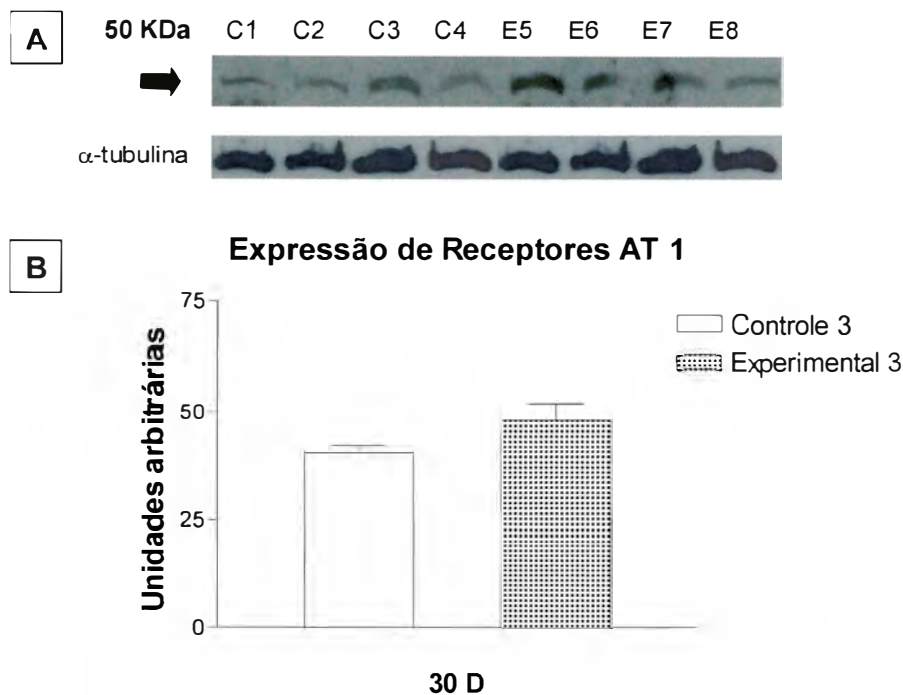 A
50 KDa C1 C2 C3 C4 E5 E6 E7 E8
α-tubulina
B
Expressão de Receptores AT 1
Unidades arbitrárias
75
50
25
0
Controle 3
Experimental 3
30 D